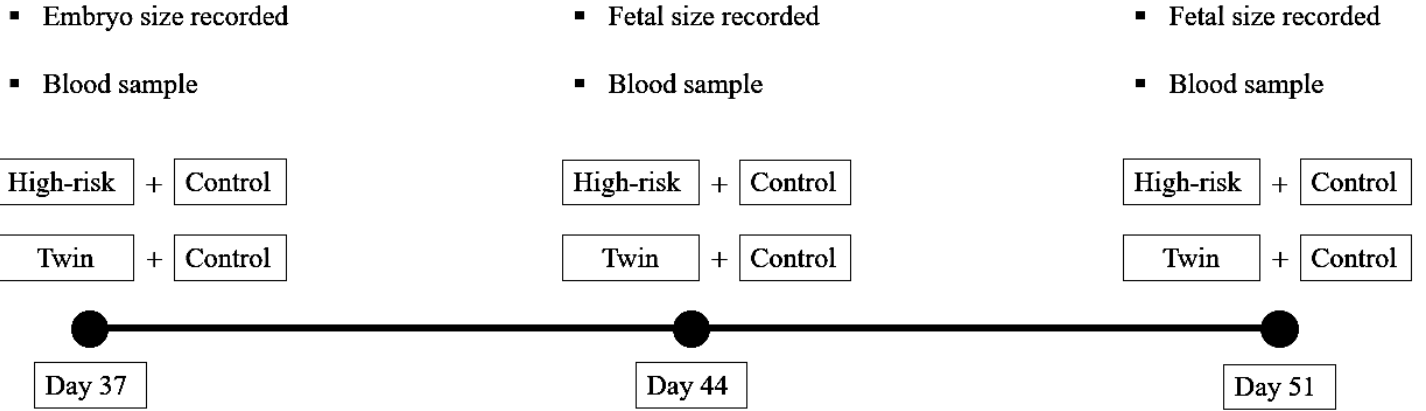 ▪ Embryo size recorded ▪ Fetal size recorded ▪ Fetal size recorded
▪ Blood sample ▪ Blood sample ▪ Blood sample
High-risk + Control High-risk + Control High-risk + Control
Twin + Control Twin + Control Twin + Control
Day 37 Day 44 Day 51